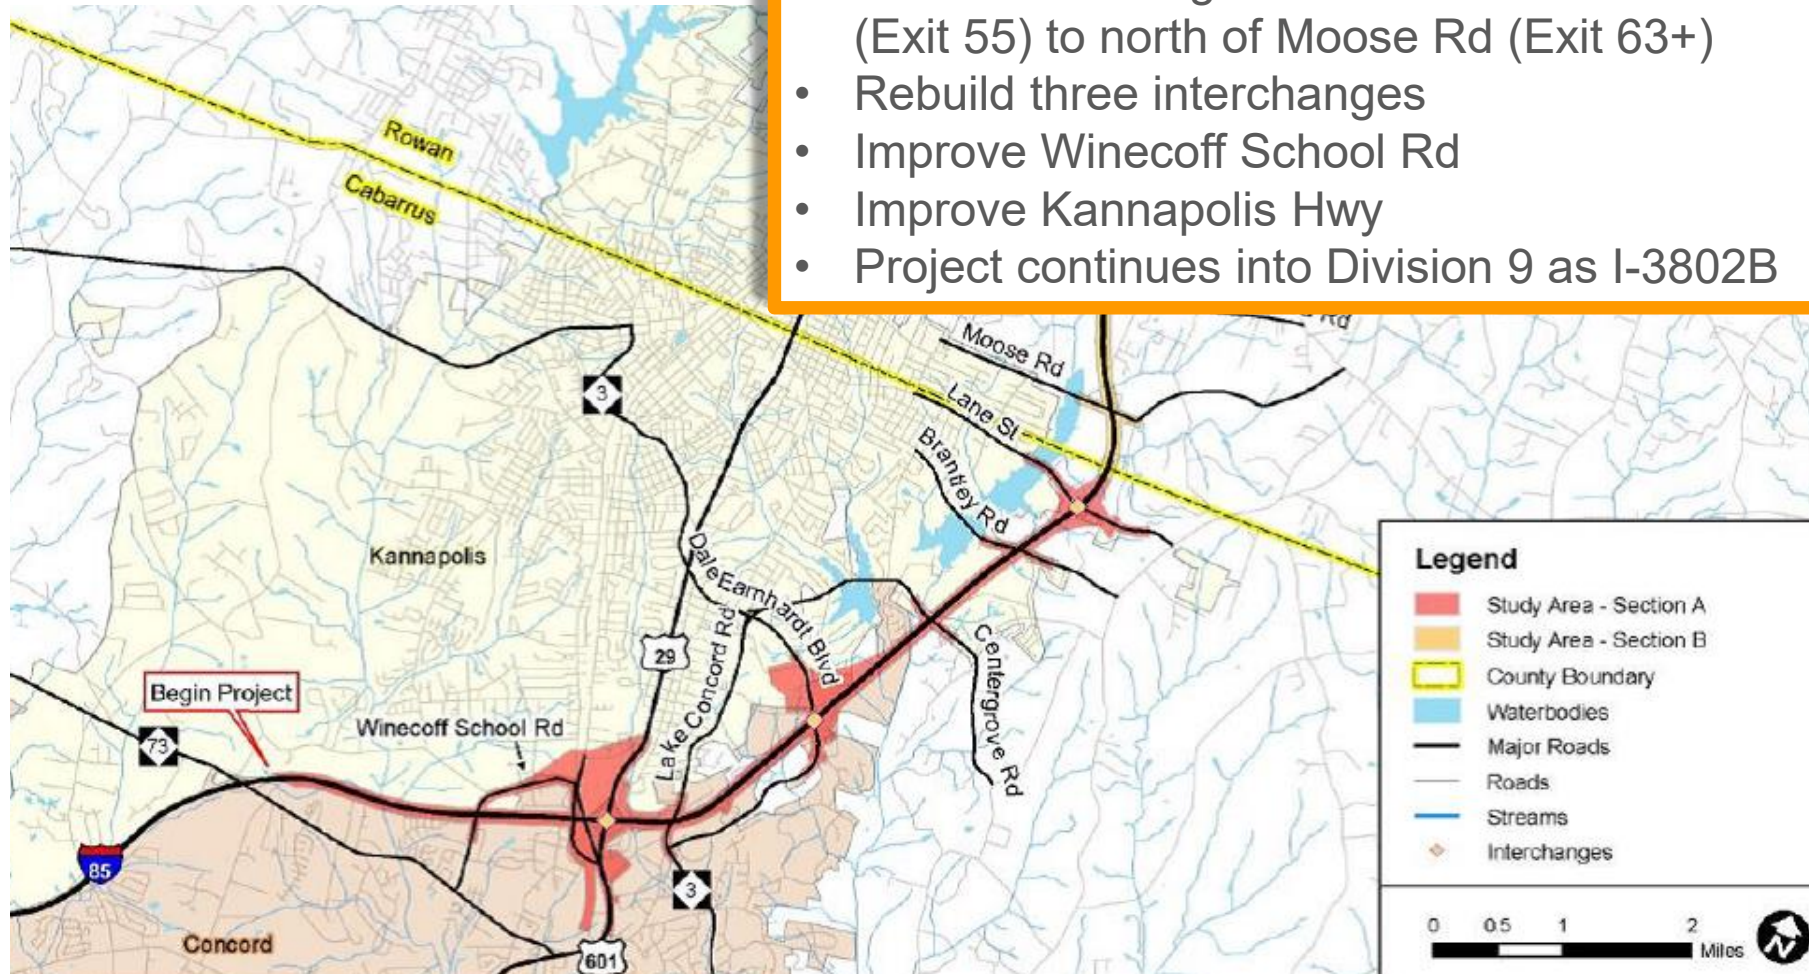 (Exit 55) to north of Moose Rd (Exit 63+)
• Rebuild three interchanges
• Improve Winecoff School Rd
• Improve Kannapolis Hwy
• Project continues into Division 9 as I-3802B
Rowan
Cabarrus
Rd
Moose Rd
3
Lane St
Brantley Rd
Kannapolis
Dale Earnhardt Blvd
29
Lake Concord Rd
Centergrove Rd
Begin Project
Winecoff School Rd
73
85
3
Concord
601
Legend
Study Area - Section A
Study Area - Section B
County Boundary
Waterbodies
Major Roads
Roads
Streams
Interchanges
0 0.5 1 2
Miles
N